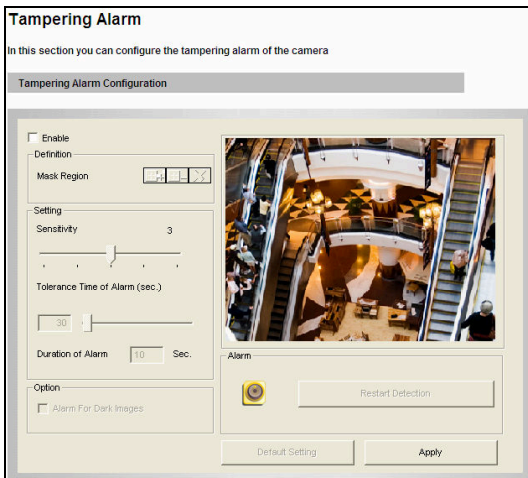 Tampering Alarm
In this section you can configure the tampering alarm of the camera
Tampering Alarm Configuration
Enable
Definition
Mask Region
Setting
Sensitivity 3
Tolerance Time of Alarm (sec.)
30
Duration of Alarm 10 Sec.
Option
Alarm For Dark Images
Alarm
Restart Detection
Default Setting
Apply